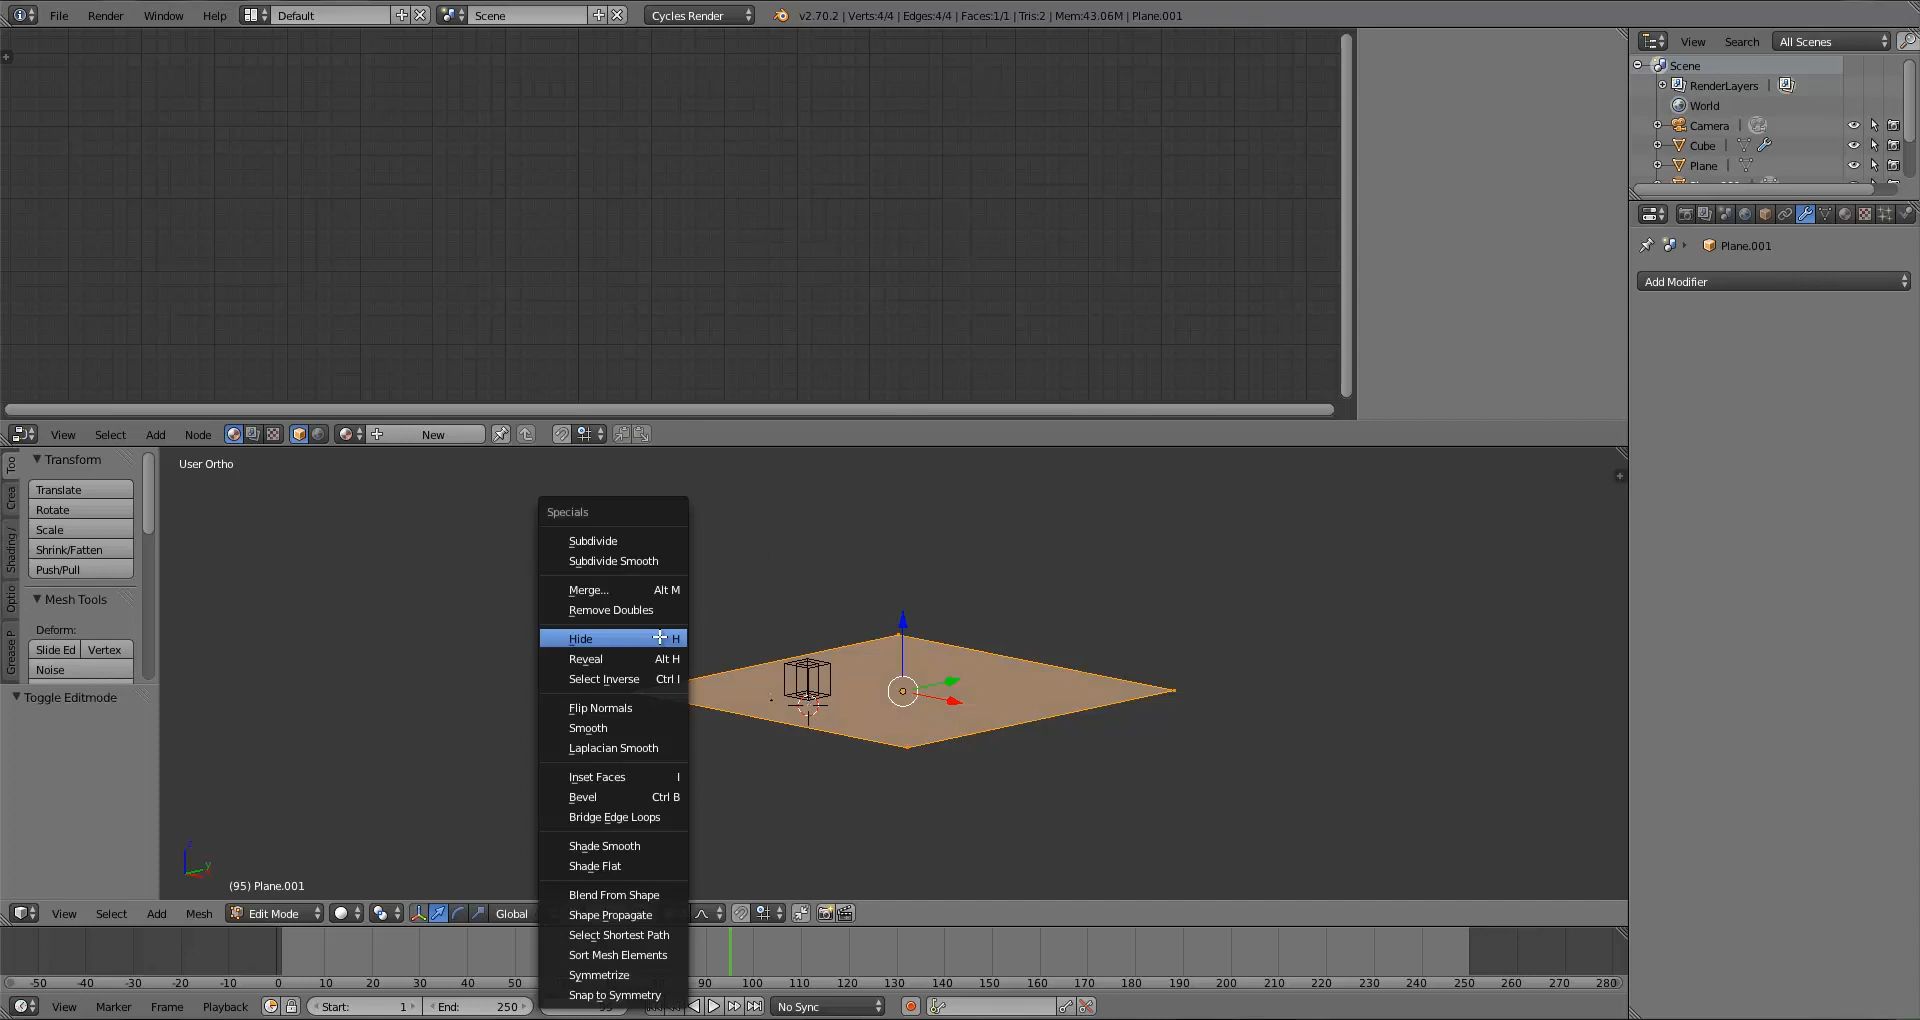 File Render Window Help Default Scene Cycles Render v2.70.2 | Verts:4/4 | Edges:4/4 | Faces:1/1 | Tris:2 | Mem:43.06M | Plane.001
View Search All Scenes
Scene
RenderLayers |
World
Camera |
Cube |
Plane |
Plane.001
Add Modifier
View Select Add Node New
Too
Crea
Shading /
Optio
Grease P
Transform
Translate
Rotate
Scale
Shrink/Fatten
Push/Pull
Mesh Tools
Deform:
Slide Ed Vertex
Noise
Toggle Editmode
User Ortho
Specials
Subdivide
Subdivide Smooth
Merge... Alt M
Remove Doubles
Hide H
Reveal Alt H
Select Inverse Ctrl I
Flip Normals
Smooth
Laplacian Smooth
Inset Faces I
Bevel Ctrl B
Bridge Edge Loops
Shade Smooth
Shade Flat
Blend From Shape
Shape Propagate
Select Shortest Path
Sort Mesh Elements
Symmetrize
Snap to Symmetry
z
y
(95) Plane.001
View Select Add Mesh Edit Mode Global
-50 -40 -30 -20 -10 0 10 20 30 40 50 90 100 110 120 130 140 150 160 170 180 190 200 210 220 230 240 250 260 270 280
View Marker Frame Playback Start: 1 End: 250 No Sync